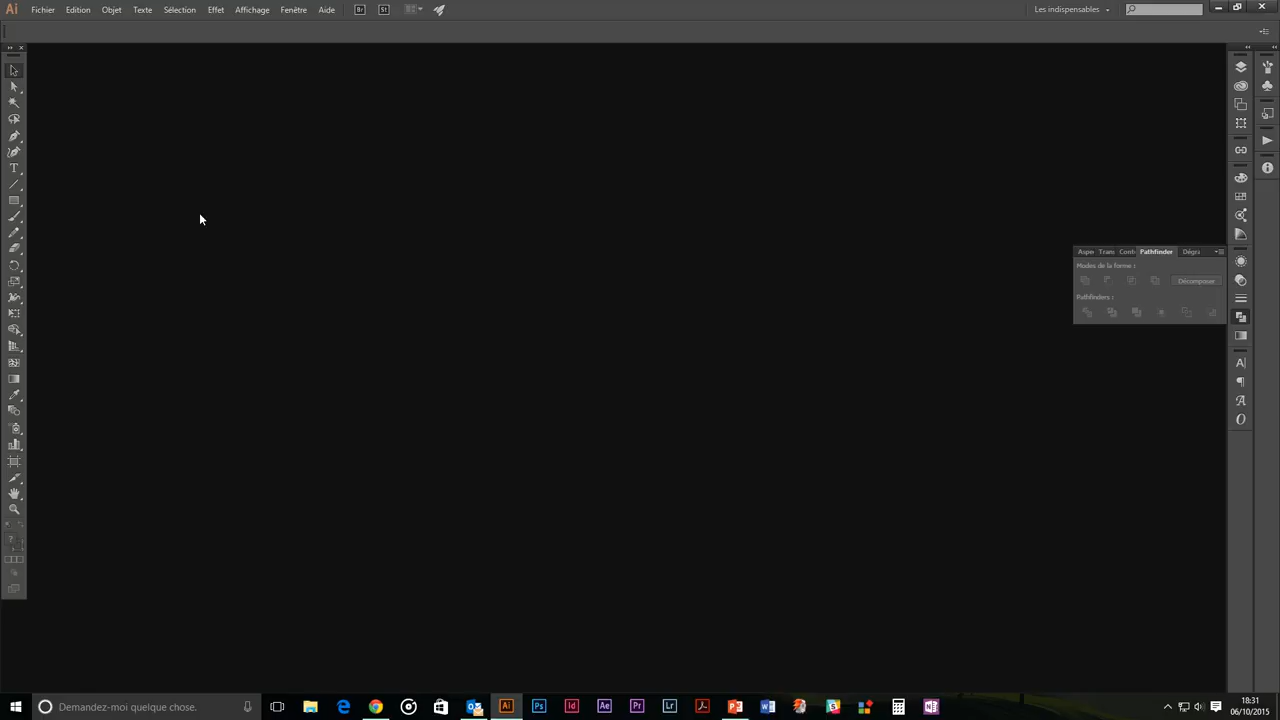 Ai Fichier Edition Objet Texte Sélection Effet Affichage Fenêtre Aide Br St Les indispensables
Aspe Trans Conto Pathfinder Dégra
Modes de la forme :
Décomposer
Pathfinders :
Demandez-moi quelque chose.
Ai Ps Id Ae Pr Lr
18:31
06/10/2015